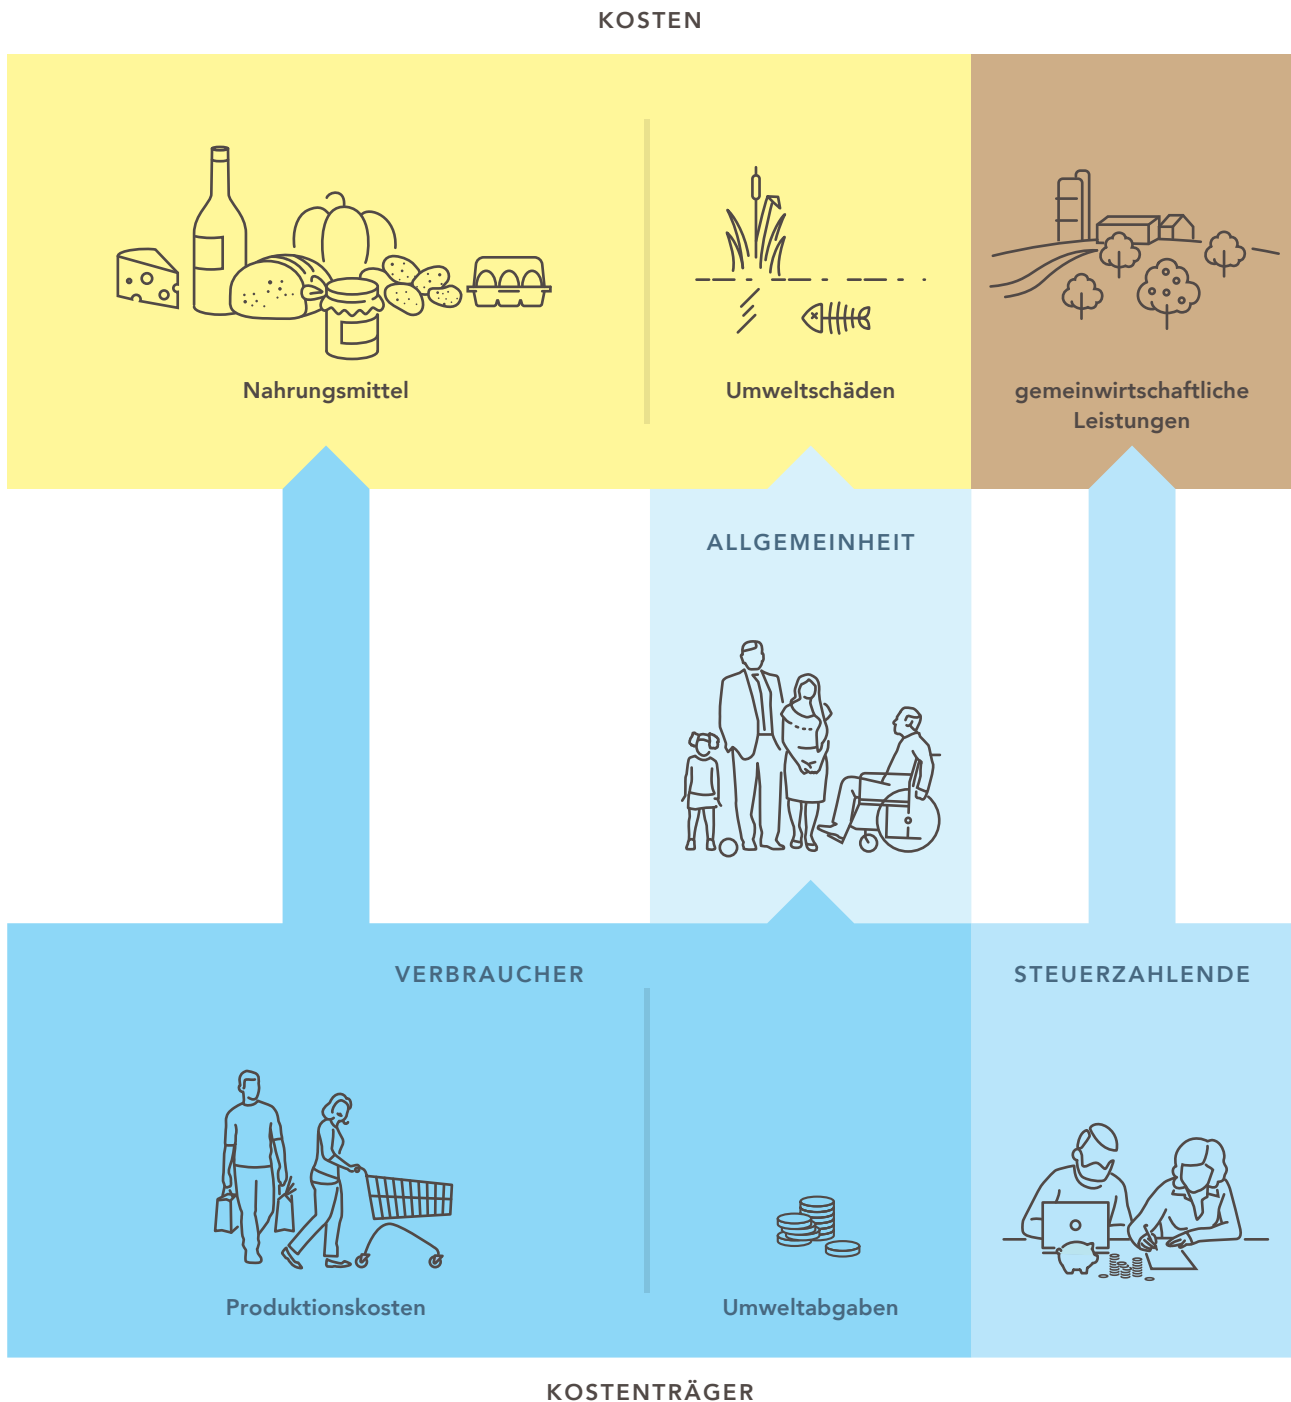 KOSTEN
Nahrungsmittel
Umweltschäden
gemeinwirtschaftliche
Leistungen
ALLGEMEINHEIT
VERBRAUCHER
STEUERZAHLENDE
Produktionskosten
Umweltabgaben
KOSTENTRÄGER